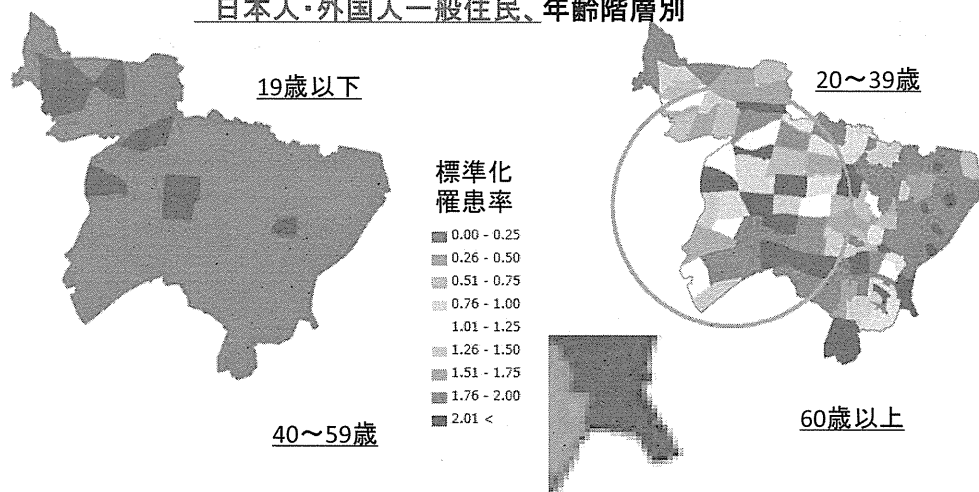 日本人・外国人一般住民、年齢階層別
19歳以下
20～39歳
標準化
罹患率
0.00 - 0.25
0.26 - 0.50
0.51 - 0.75
0.76 - 1.00
1.01 - 1.25
1.26 - 1.50
1.51 - 1.75
1.76 - 2.00
2.01 <
40～59歳
60歳以上